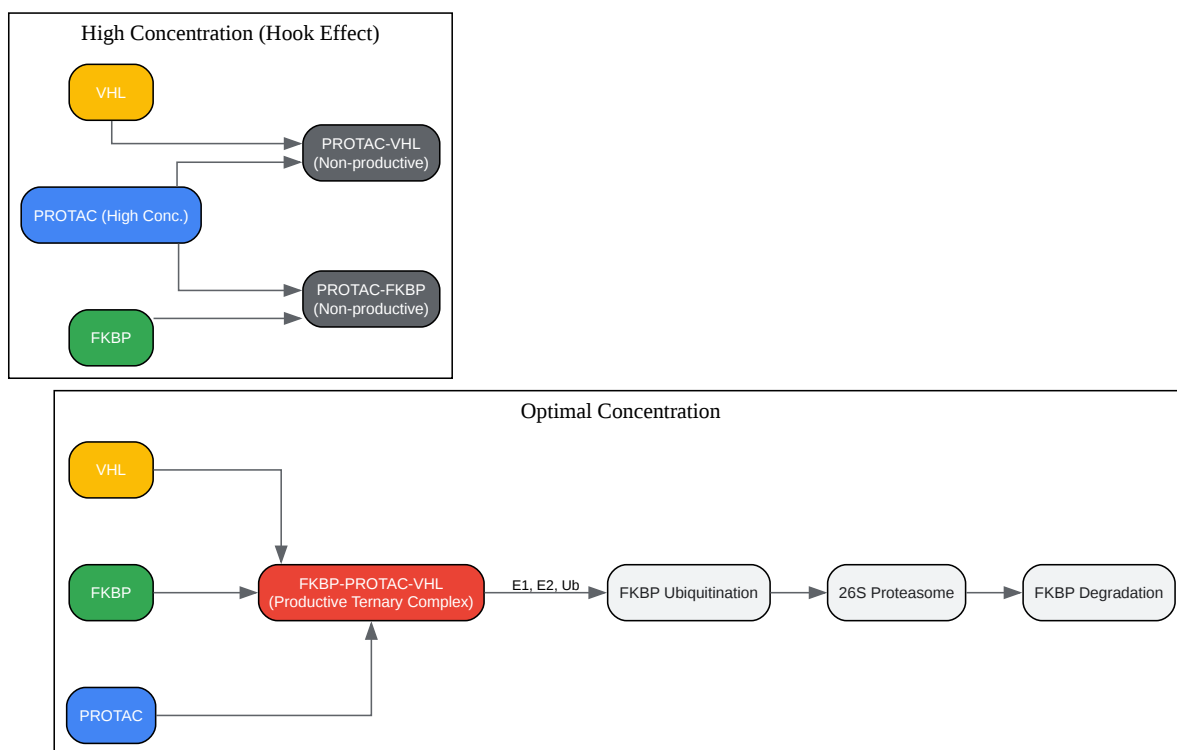 High Concentration (Hook Effect)
VHL
PROTAC-VHL
(Non-productive)
PROTAC (High Conc.)
PROTAC-FKBP
(Non-productive)
FKBP
Optimal Concentration
VHL
FKBP
FKBP-PROTAC-VHL
(Productive Ternary Complex)
E1, E2, Ub
FKBP Ubiquitination
26S Proteasome
FKBP Degradation
PROTAC